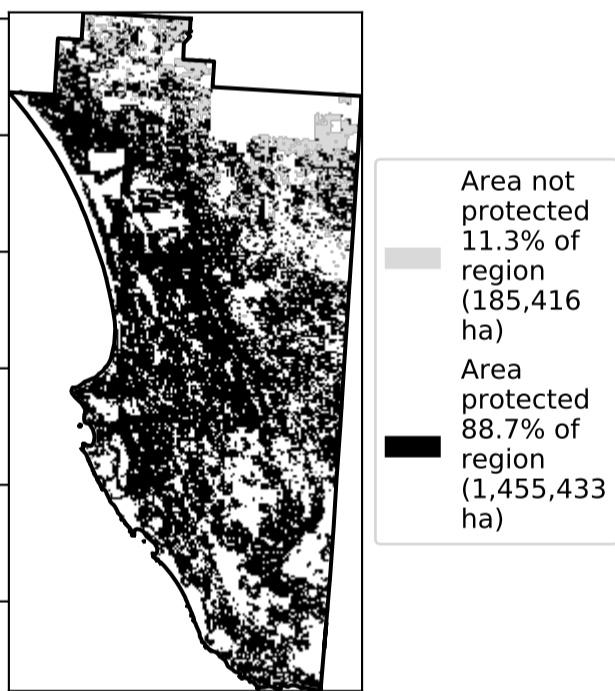 Area not
protected
11.3% of
region
(185,416
ha)
Area
protected
88.7% of
region
(1,455,433
ha)